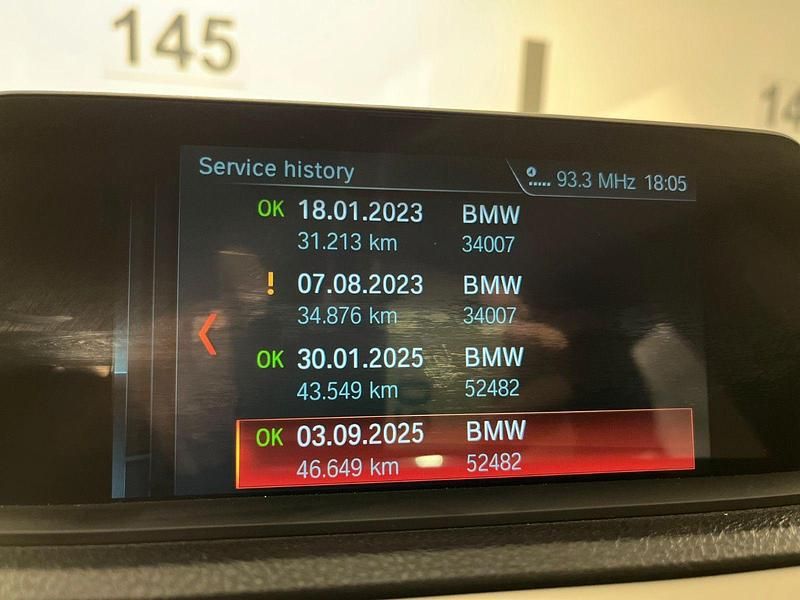 145
14
Service history 93.3 MHz 18:05
OK 18.01.2023 BMW
31.213 km 34007
! 07.08.2023 BMW
34.876 km 34007
OK 30.01.2025 BMW
43.549 km 52482
OK 03.09.2025 BMW
46.649 km 52482